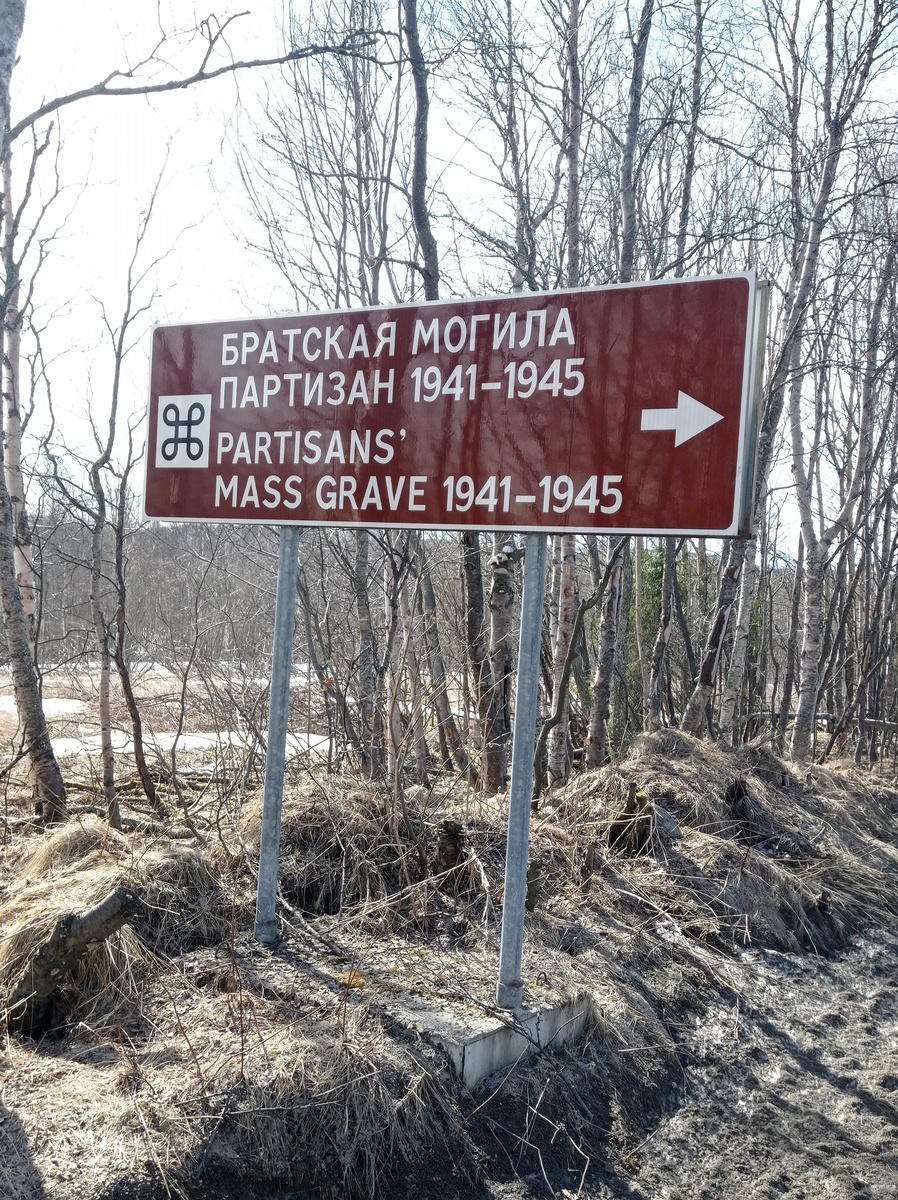 БРАТСКАЯ МОГИЛА
ПАРТИЗАН 1941–1945
PARTISANS’
MASS GRAVE 1941–1945